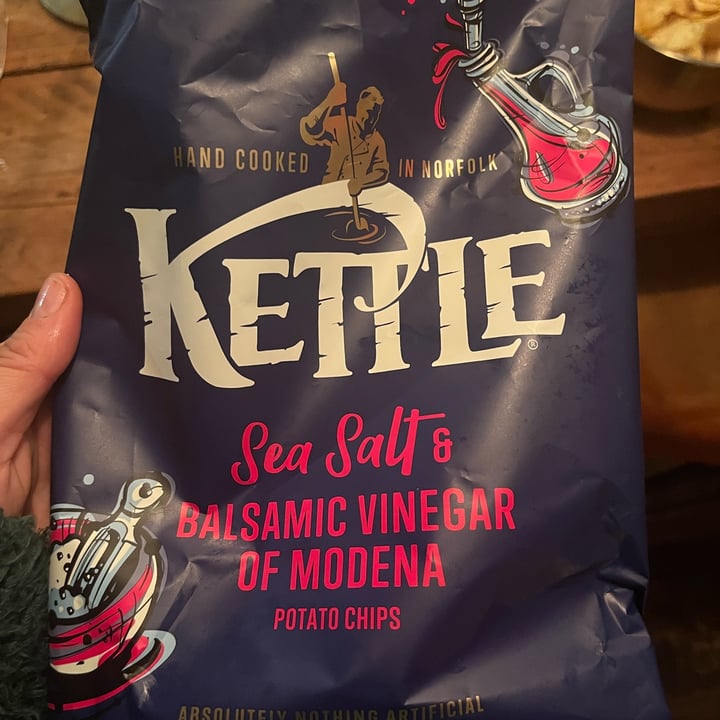 HAND COOKED IN NORFOLK
KETTLE®
Sea Salt &
BALSAMIC VINEGAR
OF MODENA
POTATO CHIPS
ABSOLUTELY NOTHING ARTIFICIAL